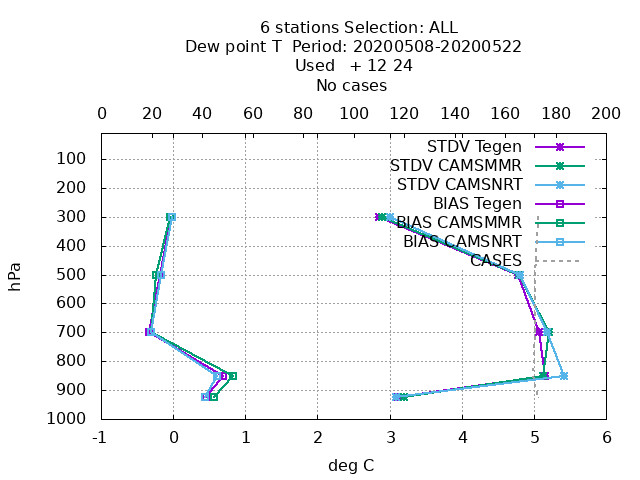 6 stations Selection: ALL
Dew point T  Period: 20200508-20200522
Used   + 12 24
No cases
0 20 40 60 80 100 120 140 160 180 200
STDV Tegen
STDV CAMSMMR
STDV CAMSNRT
BIAS Tegen
BIAS CAMSMMR
BIAS CAMSNRT
CASES
100
200
300
400
500
600
700
800
900
1000
hPa
-1 0 1 2 3 4 5 6
deg C